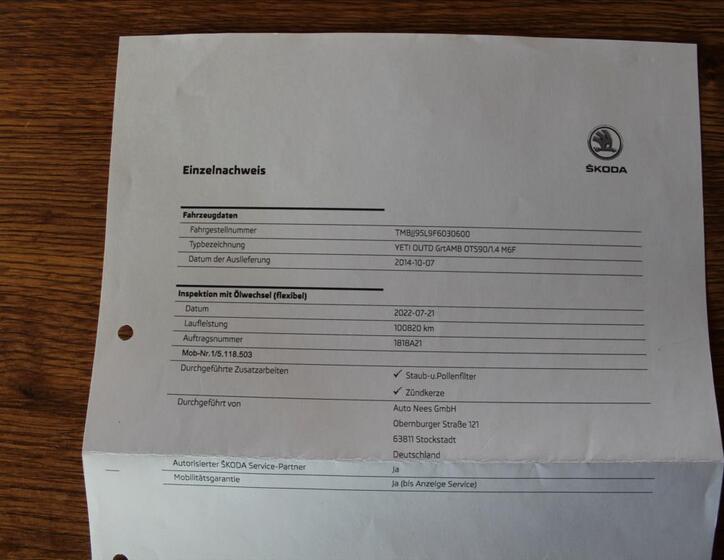 ŠKODA
Einzelnachweis
Fahrzeugdaten
Fahrgestellnummer TMBJJ95L9F6030600
Typbezeichnung YETI OUTD GrtAMB OTS90/1.4 M6F
Datum der Auslieferung 2014-10-07
Inspektion mit Ölwechsel (flexibel)
Datum 2022-07-21
Laufleistung 100820 km
Auftragsnummer 1818A21
Mob-Nr.1/5.118.503
Durchgeführte Zusatzarbeiten ✓ Staub-u.Pollenfilter
✓ Zündkerze
Durchgeführt von Auto Nees GmbH
Obernburger Straße 121
63811 Stockstadt
Deutschland
Autorisierter ŠKODA Service-Partner Ja
Mobilitätsgarantie Ja (bis Anzeige Service)